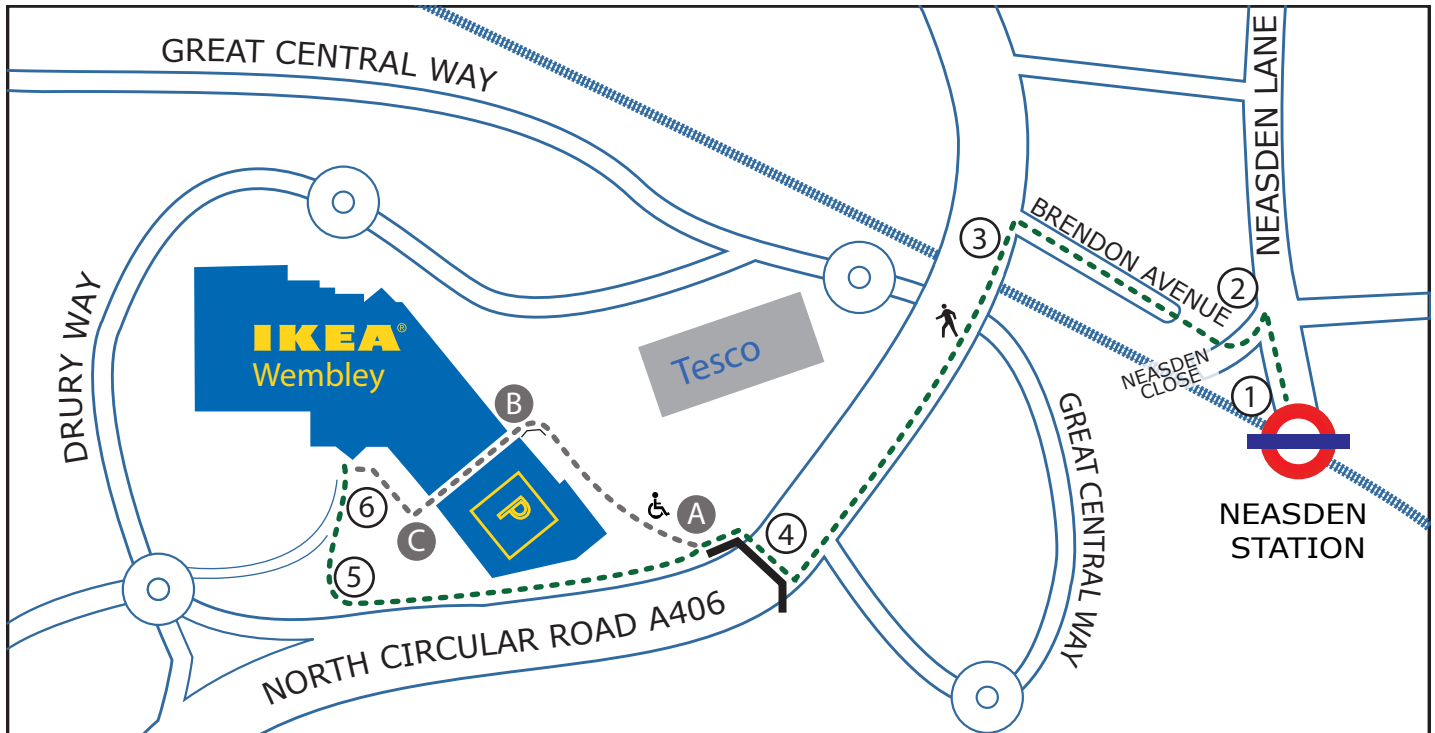 GREAT CENTRAL WAY
NEASDEN LANE
BRENDON AVENUE
3
2
DRURY WAY
IKEA®
Wembley
Tesco
NEASDEN
CLOSE
1
B
GREAT CENTRAL WAY
P
6
A
C
4
NEASDEN
STATION
5
NORTH CIRCULAR ROAD A406